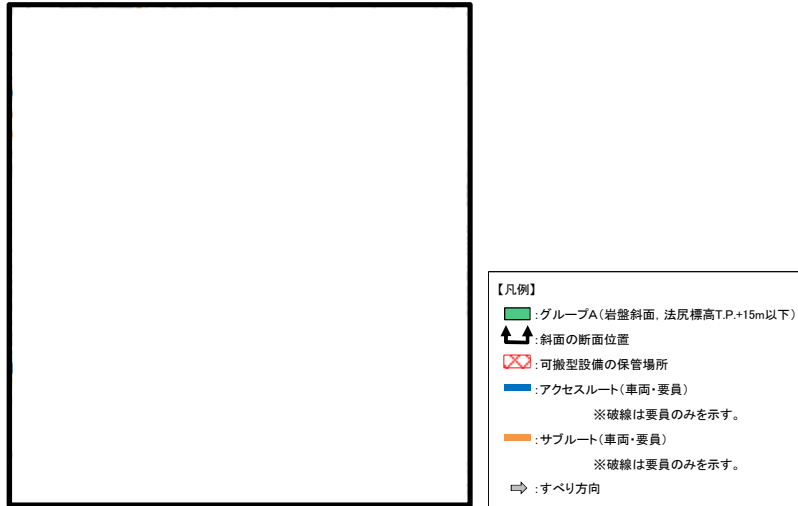 【凡例】
:グループA(岩盤斜面，法尻標高T.P.+15m以下)
:斜面の断面位置
:可搬型設備の保管場所
:アクセスルート(車両・要員)
※破線は要員のみを示す。
:サブルート(車両・要員)
※破線は要員のみを示す。
:すべり方向